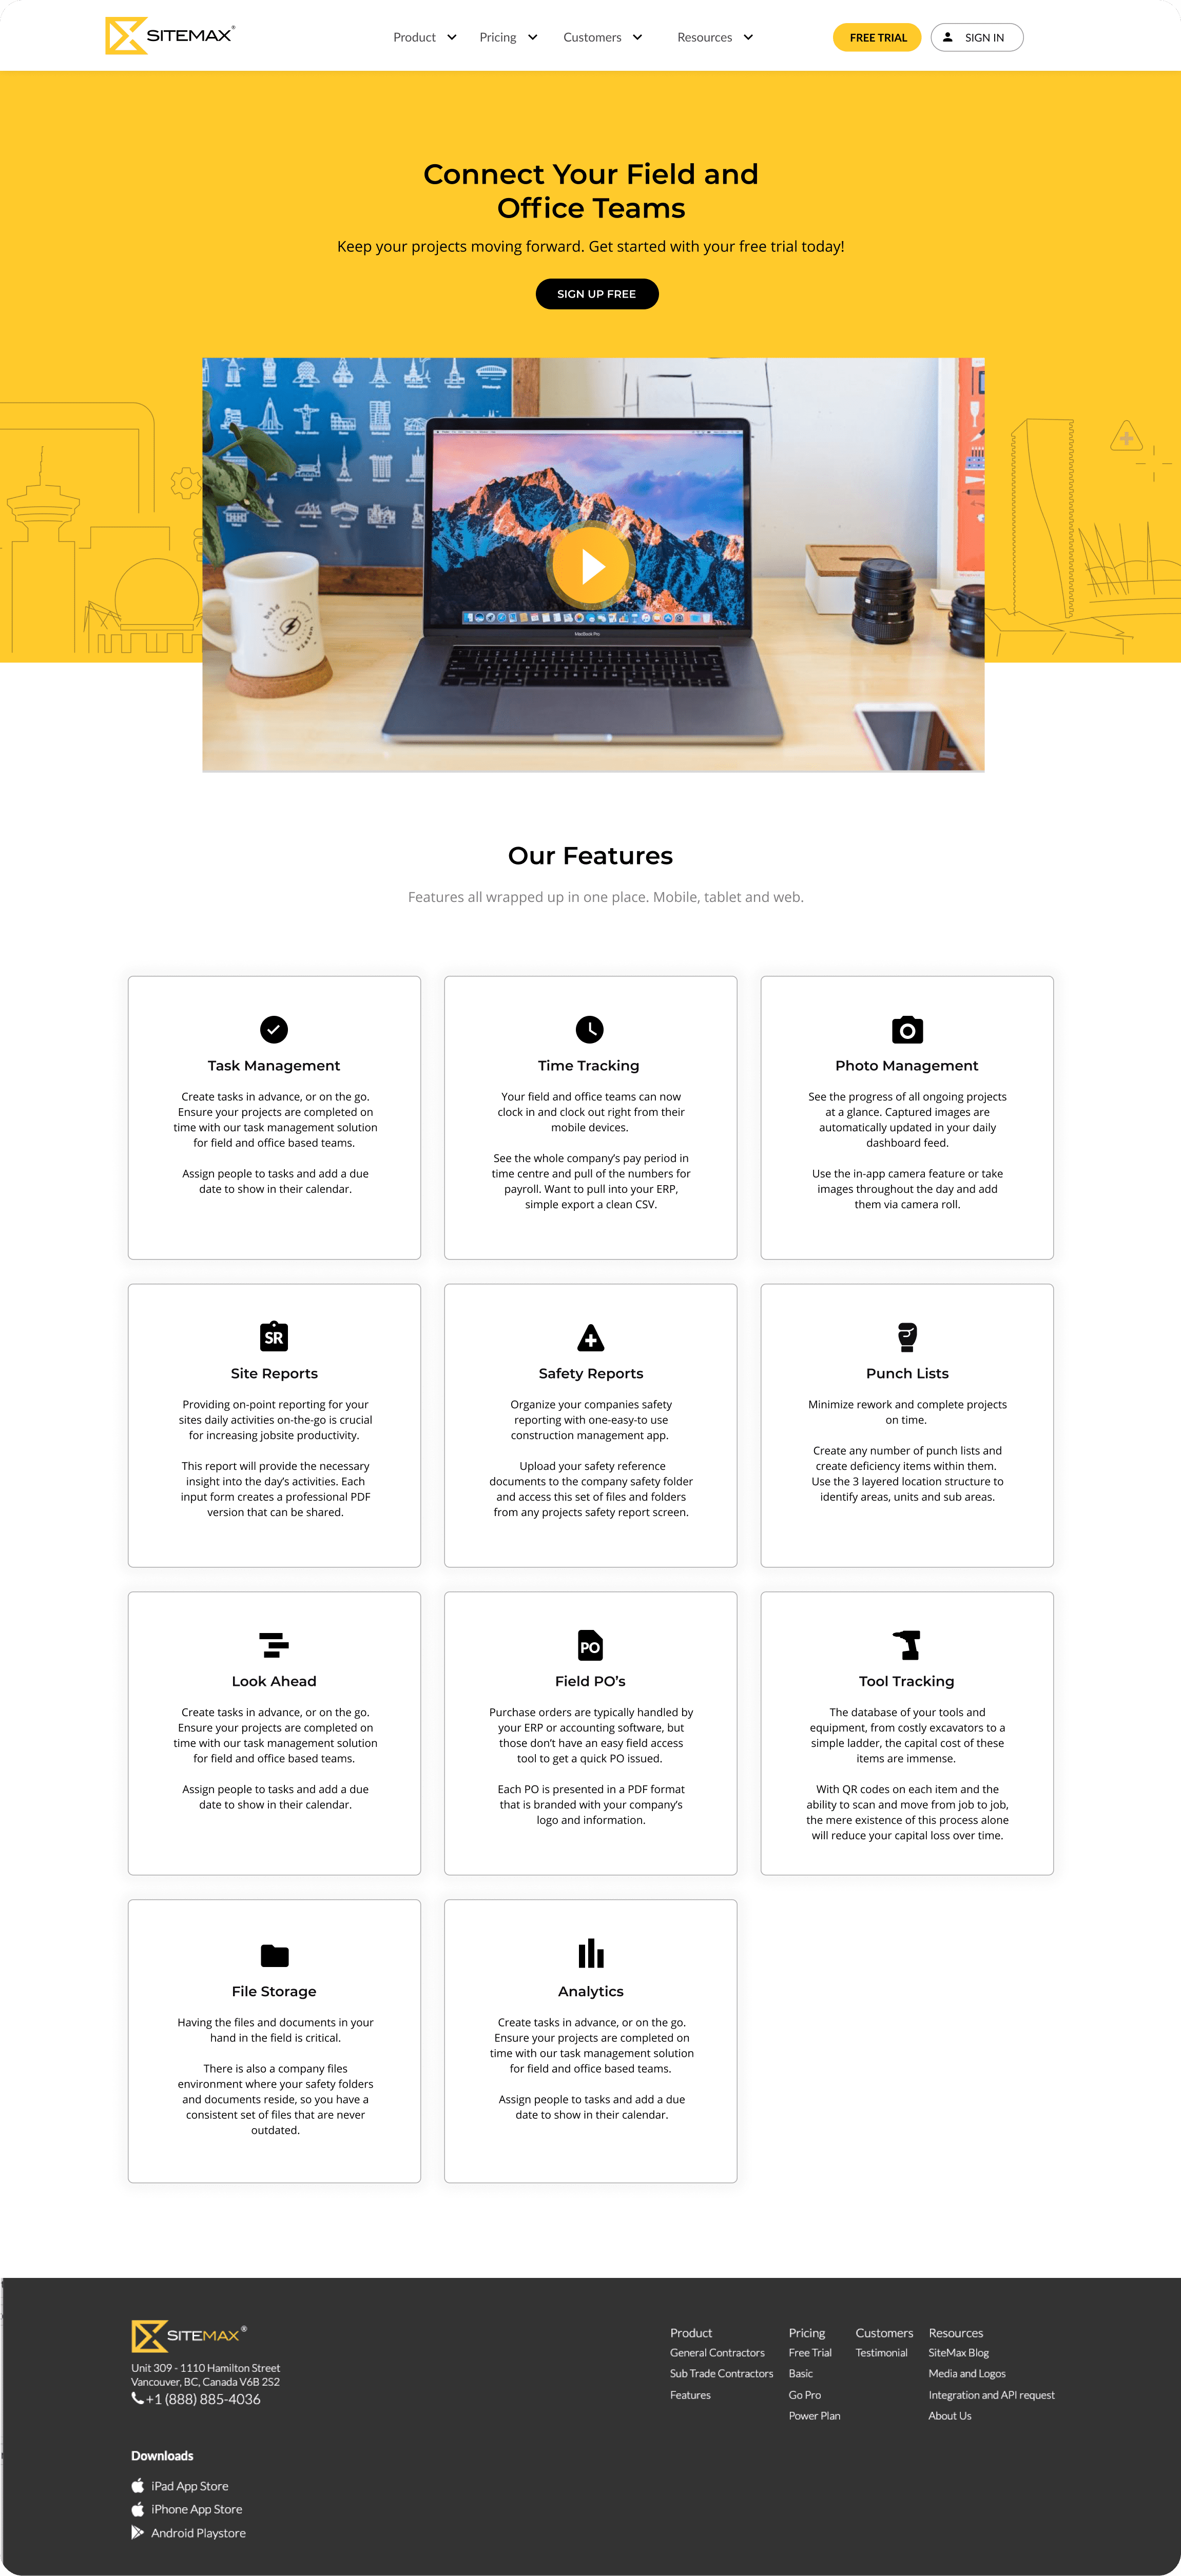 SITEMAX®
Product
Pricing
Customers
Resources
FREE TRIAL
SIGN IN
Connect Your Field and
Office Teams
Keep your projects moving forward. Get started with your free trial today!
SIGN UP FREE
MacBook Pro
Our Features
Features all wrapped up in one place. Mobile, tablet and web.
Task Management
Create tasks in advance, or on the go.
Ensure your projects are completed on
time with our task management solution
for field and office based teams.
Assign people to tasks and add a due
date to show in their calendar.
Time Tracking
Your field and office teams can now
clock in and clock out right from their
mobile devices.
See the whole company’s pay period in
time centre and pull of the numbers for
payroll. Want to pull into your ERP,
simple export a clean CSV.
Photo Management
See the progress of all ongoing projects
at a glance. Captured images are
automatically updated in your daily
dashboard feed.
Use the in-app camera feature or take
images throughout the day and add
them via camera roll.
SR
Site Reports
Providing on-point reporting for your
sites daily activities on-the-go is crucial
for increasing jobsite productivity.
This report will provide the necessary
insight into the day’s activities. Each
input form creates a professional PDF
version that can be shared.
Safety Reports
Organize your companies safety
reporting with one-easy-to use
construction management app.
Upload your safety reference
documents to the company safety folder
and access this set of files and folders
from any projects safety report screen.
Punch Lists
Minimize rework and complete projects
on time.
Create any number of punch lists and
create deficiency items within them.
Use the 3 layered location structure to
identify areas, units and sub areas.
Look Ahead
Create tasks in advance, or on the go.
Ensure your projects are completed on
time with our task management solution
for field and office based teams.
Assign people to tasks and add a due
date to show in their calendar.
PO
Field PO’s
Purchase orders are typically handled by
your ERP or accounting software, but
those don’t have an easy field access
tool to get a quick PO issued.
Each PO is presented in a PDF format
that is branded with your company’s
logo and information.
Tool Tracking
The database of your tools and
equipment, from costly excavators to a
simple ladder, the capital cost of these
items are immense.
With QR codes on each item and the
ability to scan and move from job to job,
the mere existence of this process alone
will reduce your capital loss over time.
File Storage
Having the files and documents in your
hand in the field is critical.
There is also a company files
environment where your safety folders
and documents reside, so you have a
consistent set of files that are never
outdated.
Analytics
Create tasks in advance, or on the go.
Ensure your projects are completed on
time with our task management solution
for field and office based teams.
Assign people to tasks and add a due
date to show in their calendar.
SITEMAX®
Unit 309 - 1110 Hamilton Street
Vancouver, BC, Canada V6B 2S2
+1 (888) 885-4036
Downloads
iPad App Store
iPhone App Store
Android Playstore
Product
General Contractors
Sub Trade Contractors
Features
Pricing
Free Trial
Basic
Go Pro
Power Plan
Customers
Testimonial
Resources
SiteMax Blog
Media and Logos
Integration and API request
About Us